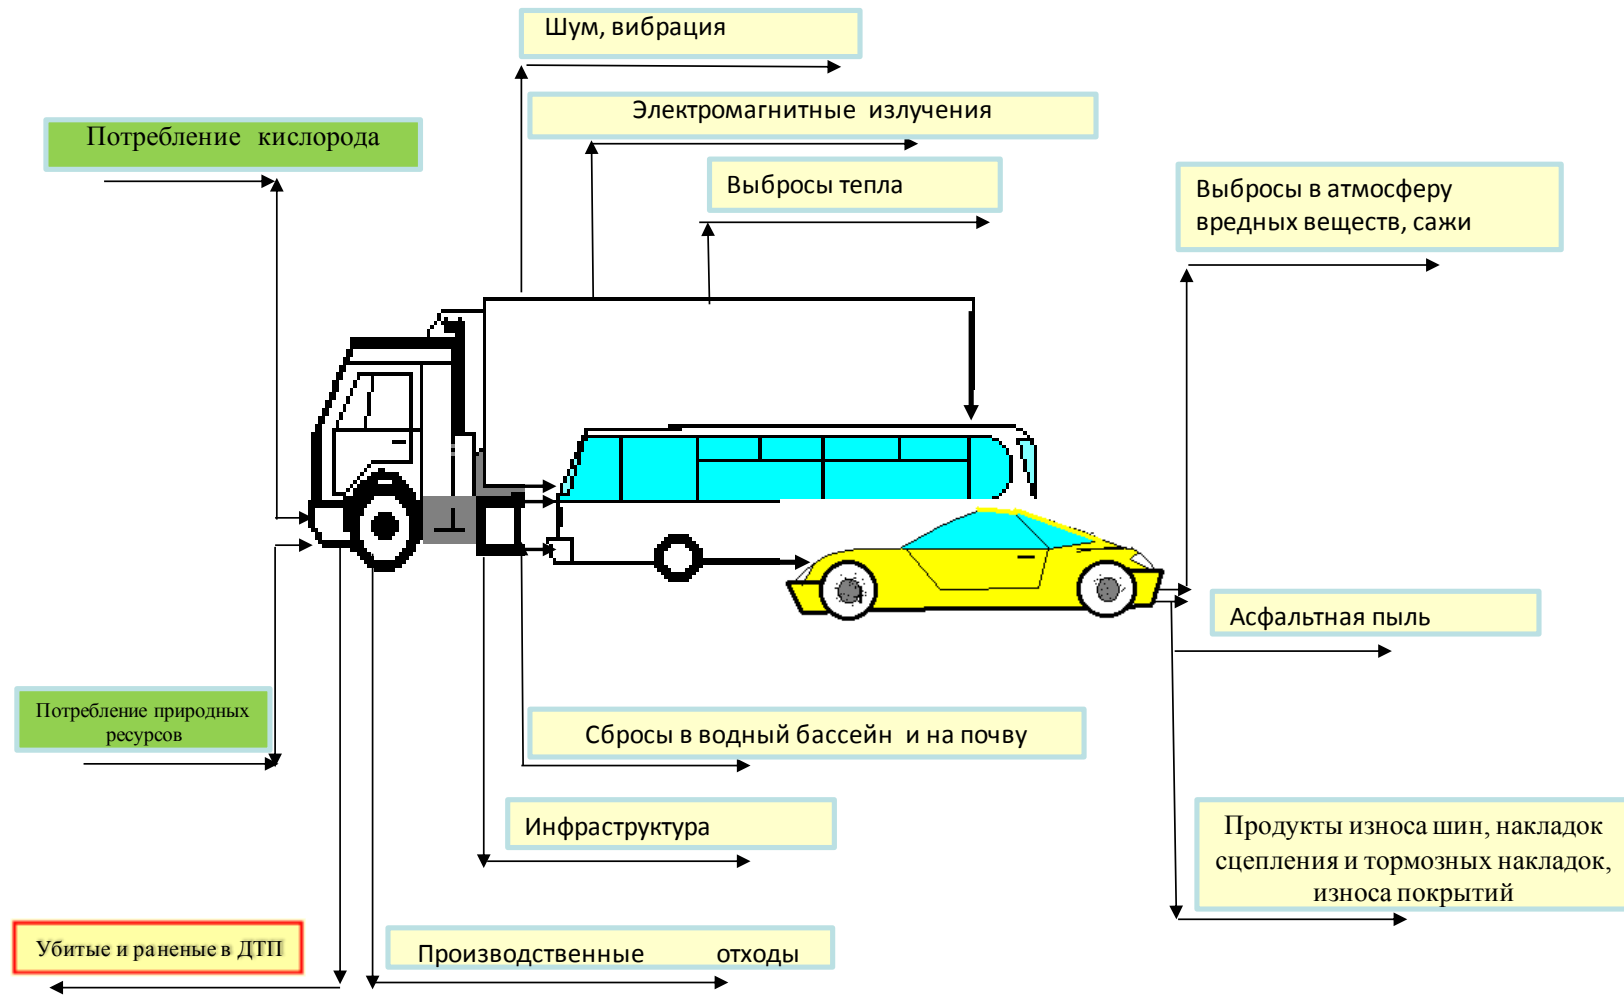 Шум, вибрация
Электромагнитные излучения
Потребление кислорода
Выбросы тепла
Выбросы в атмосферу
вредных веществ, сажи
Асфальтная пыль
Потребление природных
ресурсов
Сбросы в водный бассейн и на почву
Инфраструктура
Продукты износа шин, накладок
сцепления и тормозных накладок,
износа покрытий
Убитые и раненые в ДТП
Производственные отходы